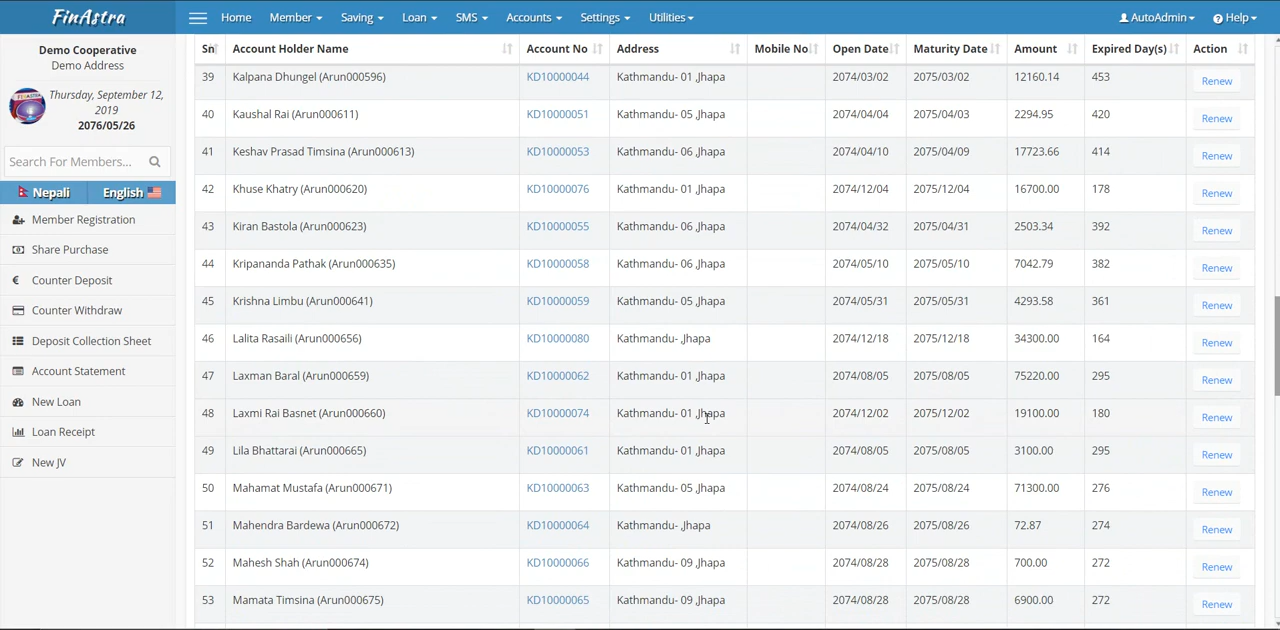 FinAstra
Home Member Saving Loan SMS Accounts Settings Utilities AutoAdmin Help
Demo Cooperative
Demo Address
Thursday, September 12,
2019
2076/05/26
Search For Members...
Nepali English
Member Registration
Share Purchase
Counter Deposit
Counter Withdraw
Deposit Collection Sheet
Account Statement
New Loan
Loan Receipt
New JV
Sn Account Holder Name Account No Address Mobile No Open Date Maturity Date Amount Expired Day(s) Action
39 Kalpana Dhungel (Arun000596) KD10000044 Kathmandu- 01 ,Jhapa 2074/03/02 2075/03/02 12160.14 453 Renew
40 Kaushal Rai (Arun000611) KD10000051 Kathmandu- 05 ,Jhapa 2074/04/04 2075/04/03 2294.95 420 Renew
41 Keshav Prasad Timsina (Arun000613) KD10000053 Kathmandu- 06 ,Jhapa 2074/04/10 2075/04/09 17723.66 414 Renew
42 Khuse Khatry (Arun000620) KD10000076 Kathmandu- 01 ,Jhapa 2074/12/04 2075/12/04 16700.00 178 Renew
43 Kiran Bastola (Arun000623) KD10000055 Kathmandu- 06 ,Jhapa 2074/04/32 2075/04/31 2503.34 392 Renew
44 Kripananda Pathak (Arun000635) KD10000058 Kathmandu- 06 ,Jhapa 2074/05/10 2075/05/10 7042.79 382 Renew
45 Krishna Limbu (Arun000641) KD10000059 Kathmandu- 05 ,Jhapa 2074/05/31 2075/05/31 4293.58 361 Renew
46 Lalita Rasaili (Arun000656) KD10000080 Kathmandu- ,Jhapa 2074/12/18 2075/12/18 34300.00 164 Renew
47 Laxman Baral (Arun000659) KD10000062 Kathmandu- 01 ,Jhapa 2074/08/05 2075/08/05 75220.00 295 Renew
48 Laxmi Rai Basnet (Arun000660) KD10000074 Kathmandu- 01 ,Jhapa 2074/12/02 2075/12/02 19100.00 180 Renew
49 Lila Bhattarai (Arun000665) KD10000061 Kathmandu- 01 ,Jhapa 2074/08/05 2075/08/05 3100.00 295 Renew
50 Mahamat Mustafa (Arun000671) KD10000063 Kathmandu- 05 ,Jhapa 2074/08/24 2075/08/24 71300.00 276 Renew
51 Mahendra Bardewa (Arun000672) KD10000064 Kathmandu- ,Jhapa 2074/08/26 2075/08/26 72.87 274 Renew
52 Mahesh Shah (Arun000674) KD10000066 Kathmandu- 09 ,Jhapa 2074/08/28 2075/08/28 700.00 272 Renew
53 Mamata Timsina (Arun000675) KD10000065 Kathmandu- 09 ,Jhapa 2074/08/28 2075/08/28 6900.00 272 Renew